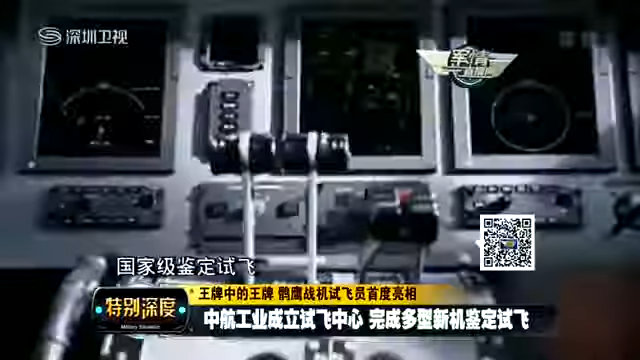 深圳卫视
军情
国家级鉴定试飞
特别深度
王牌中的王牌 鹘鹰战机试飞员首度亮相
中航工业成立试飞中心 完成多型新机鉴定试飞